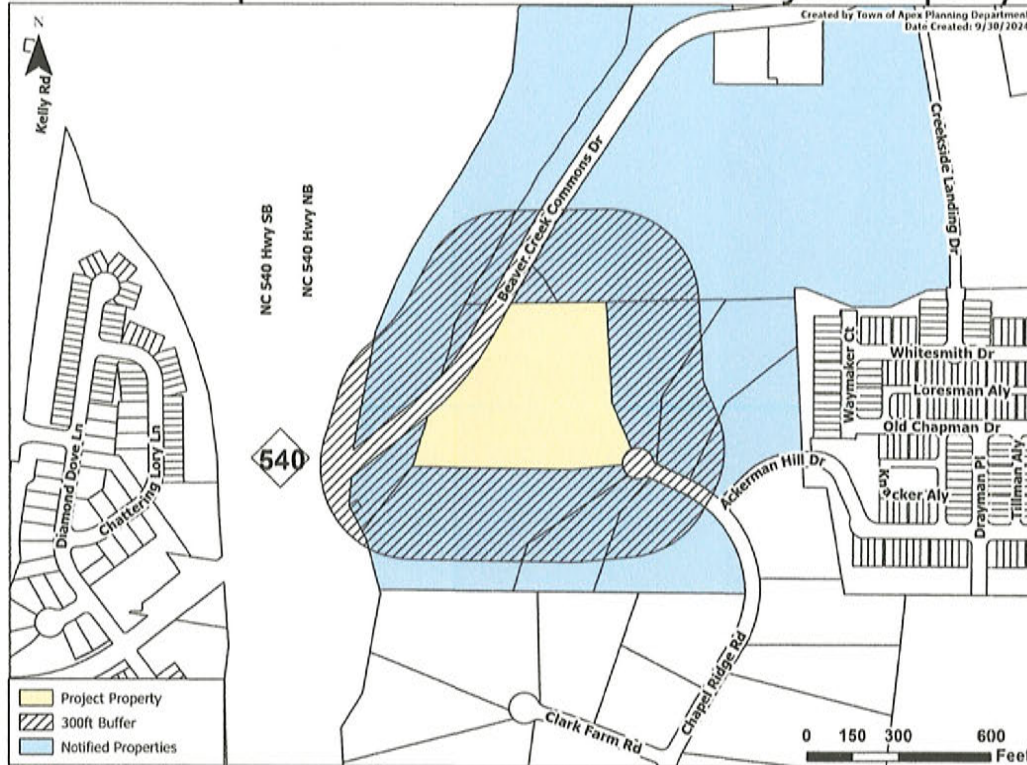 Created by Town of Apex Planning Department
Date Created: 9/30/2024
N
Kelly Rd
NC 540 Hwy SB
NC 540 Hwy NB
Beaver Creek Commons Dr
Creekside Landing Dr
Whitesmith Dr
Waymaker Ct
Loresman Aly
Old Chapman Dr
540
Diamond Dove Ln
Chattering Lory Ln
Ackerman Hill Dr
Drayman Pl
Tillman Aly
Chapel Ridge Rd
Clark Farm Rd
Project Property
300ft Buffer
Notified Properties
0 150 300 600
Feet